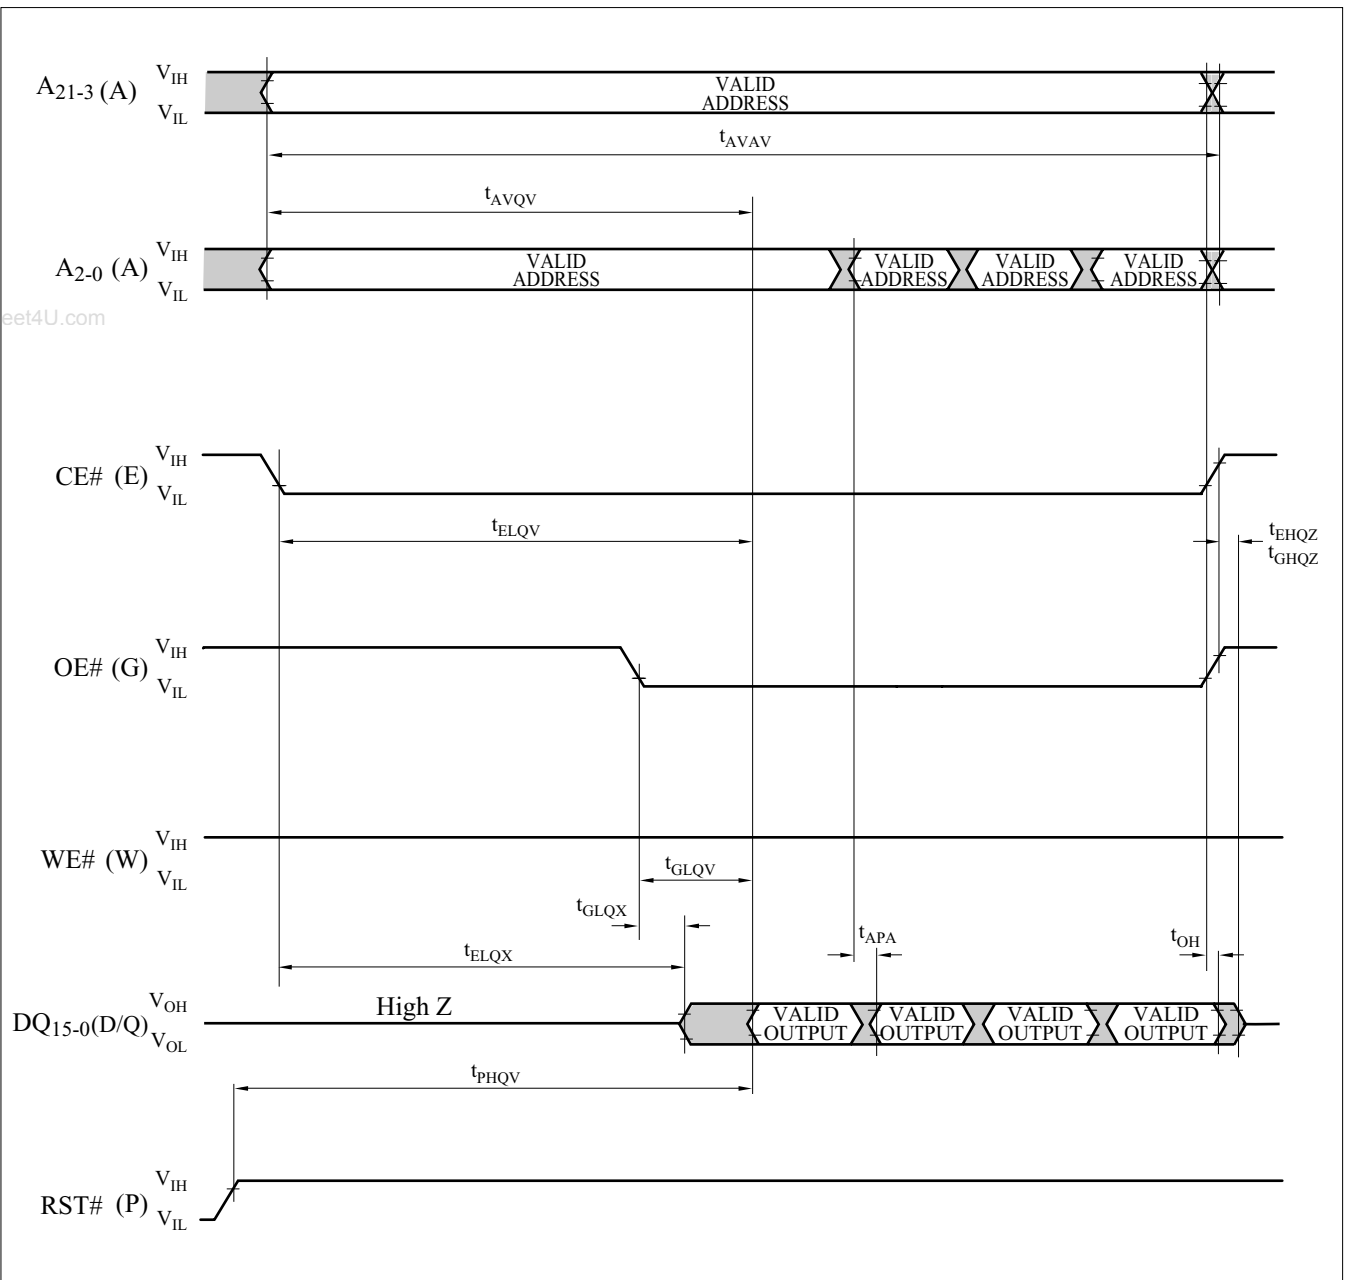 A21-3 (A)
VIH
VIL
VALID
ADDRESS
tAVAV
tAVQV
A2-0 (A)
VIH
VIL
VALID
ADDRESS
VALID
ADDRESS
VALID
ADDRESS
VALID
ADDRESS
eet4U.com
CE# (E)
VIH
VIL
tELQV
tEHQZ
tGHQZ
OE# (G)
VIH
VIL
WE# (W)
VIH
VIL
tGLQV
tGLQX
tELQX
tAPA
tOH
DQ15-0(D/Q)
VOH
VOL
High Z
VALID
OUTPUT
VALID
OUTPUT
VALID
OUTPUT
VALID
OUTPUT
tPHQV
RST# (P)
VIH
VIL